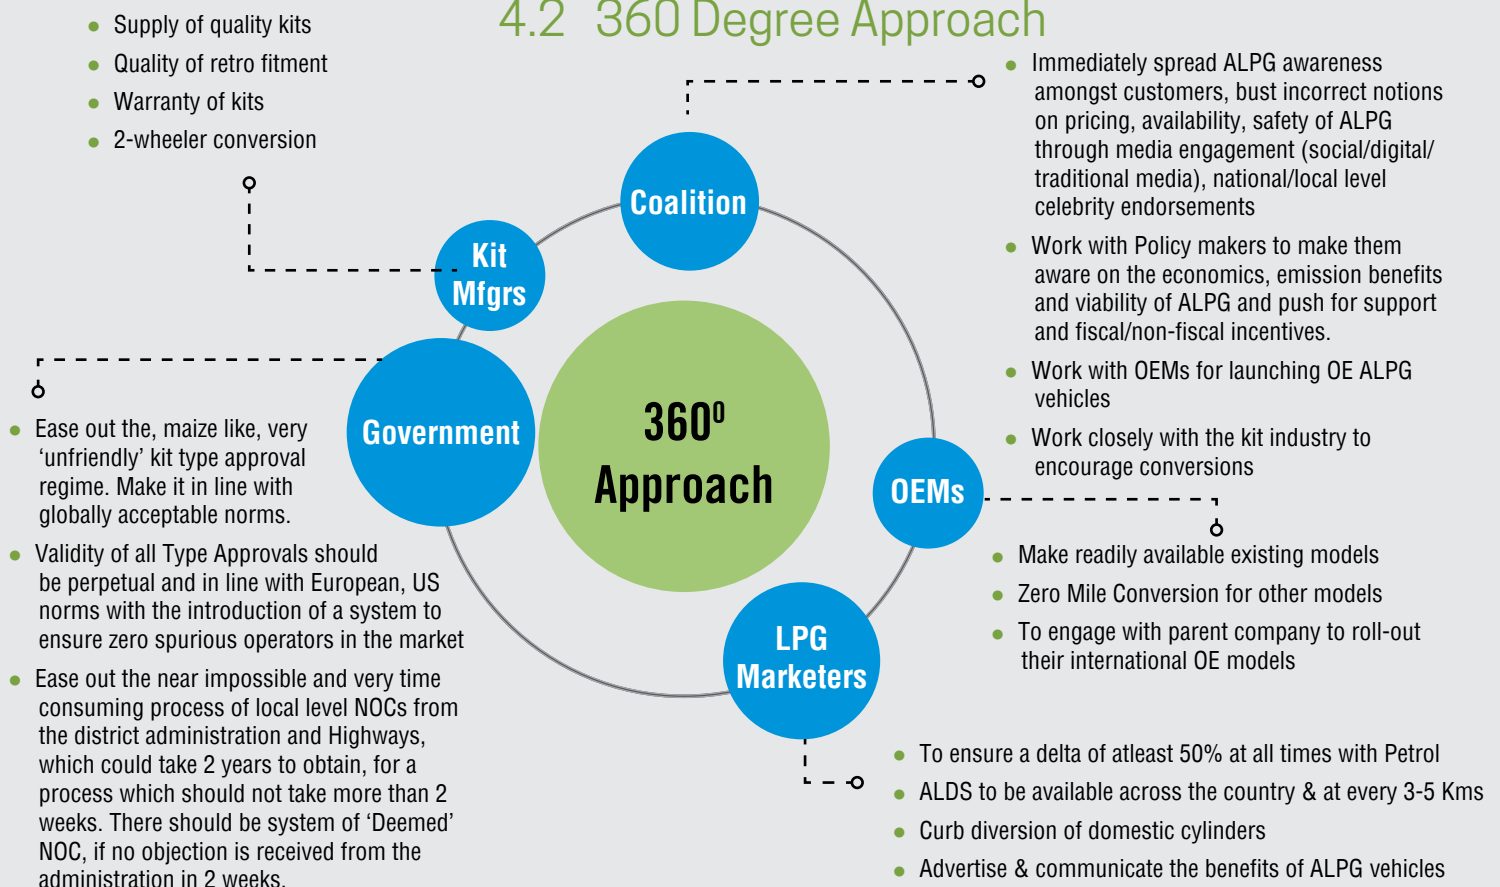 4.2 360 Degree Approach
Supply of quality kits
Quality of retro fitment
Warranty of kits
2-wheeler conversion
Immediately spread ALPG awareness
amongst customers, bust incorrect notions
on pricing, availability, safety of ALPG
through media engagement (social/digital/
traditional media), national/local level
celebrity endorsements
Work with Policy makers to make them
aware on the economics, emission benefits
and viability of ALPG and push for support
and fiscal/non-fiscal incentives.
Work with OEMs for launching OE ALPG
vehicles
Work closely with the kit industry to
encourage conversions
Coalition
Kit
Mfgrs
Government
360⁰
Approach
OEMs
LPG
Marketers
Ease out the, maize like, very
‘unfriendly’ kit type approval
regime. Make it in line with
globally acceptable norms.
Validity of all Type Approvals should
be perpetual and in line with European, US
norms with the introduction of a system to
ensure zero spurious operators in the market
Ease out the near impossible and very time
consuming process of local level NOCs from
the district administration and Highways,
which could take 2 years to obtain, for a
process which should not take more than 2
weeks. There should be system of ‘Deemed’
NOC, if no objection is received from the
administration in 2 weeks.
Make readily available existing models
Zero Mile Conversion for other models
To engage with parent company to roll-out
their international OE models
To ensure a delta of atleast 50% at all times with Petrol
ALDS to be available across the country & at every 3-5 Kms
Curb diversion of domestic cylinders
Advertise & communicate the benefits of ALPG vehicles